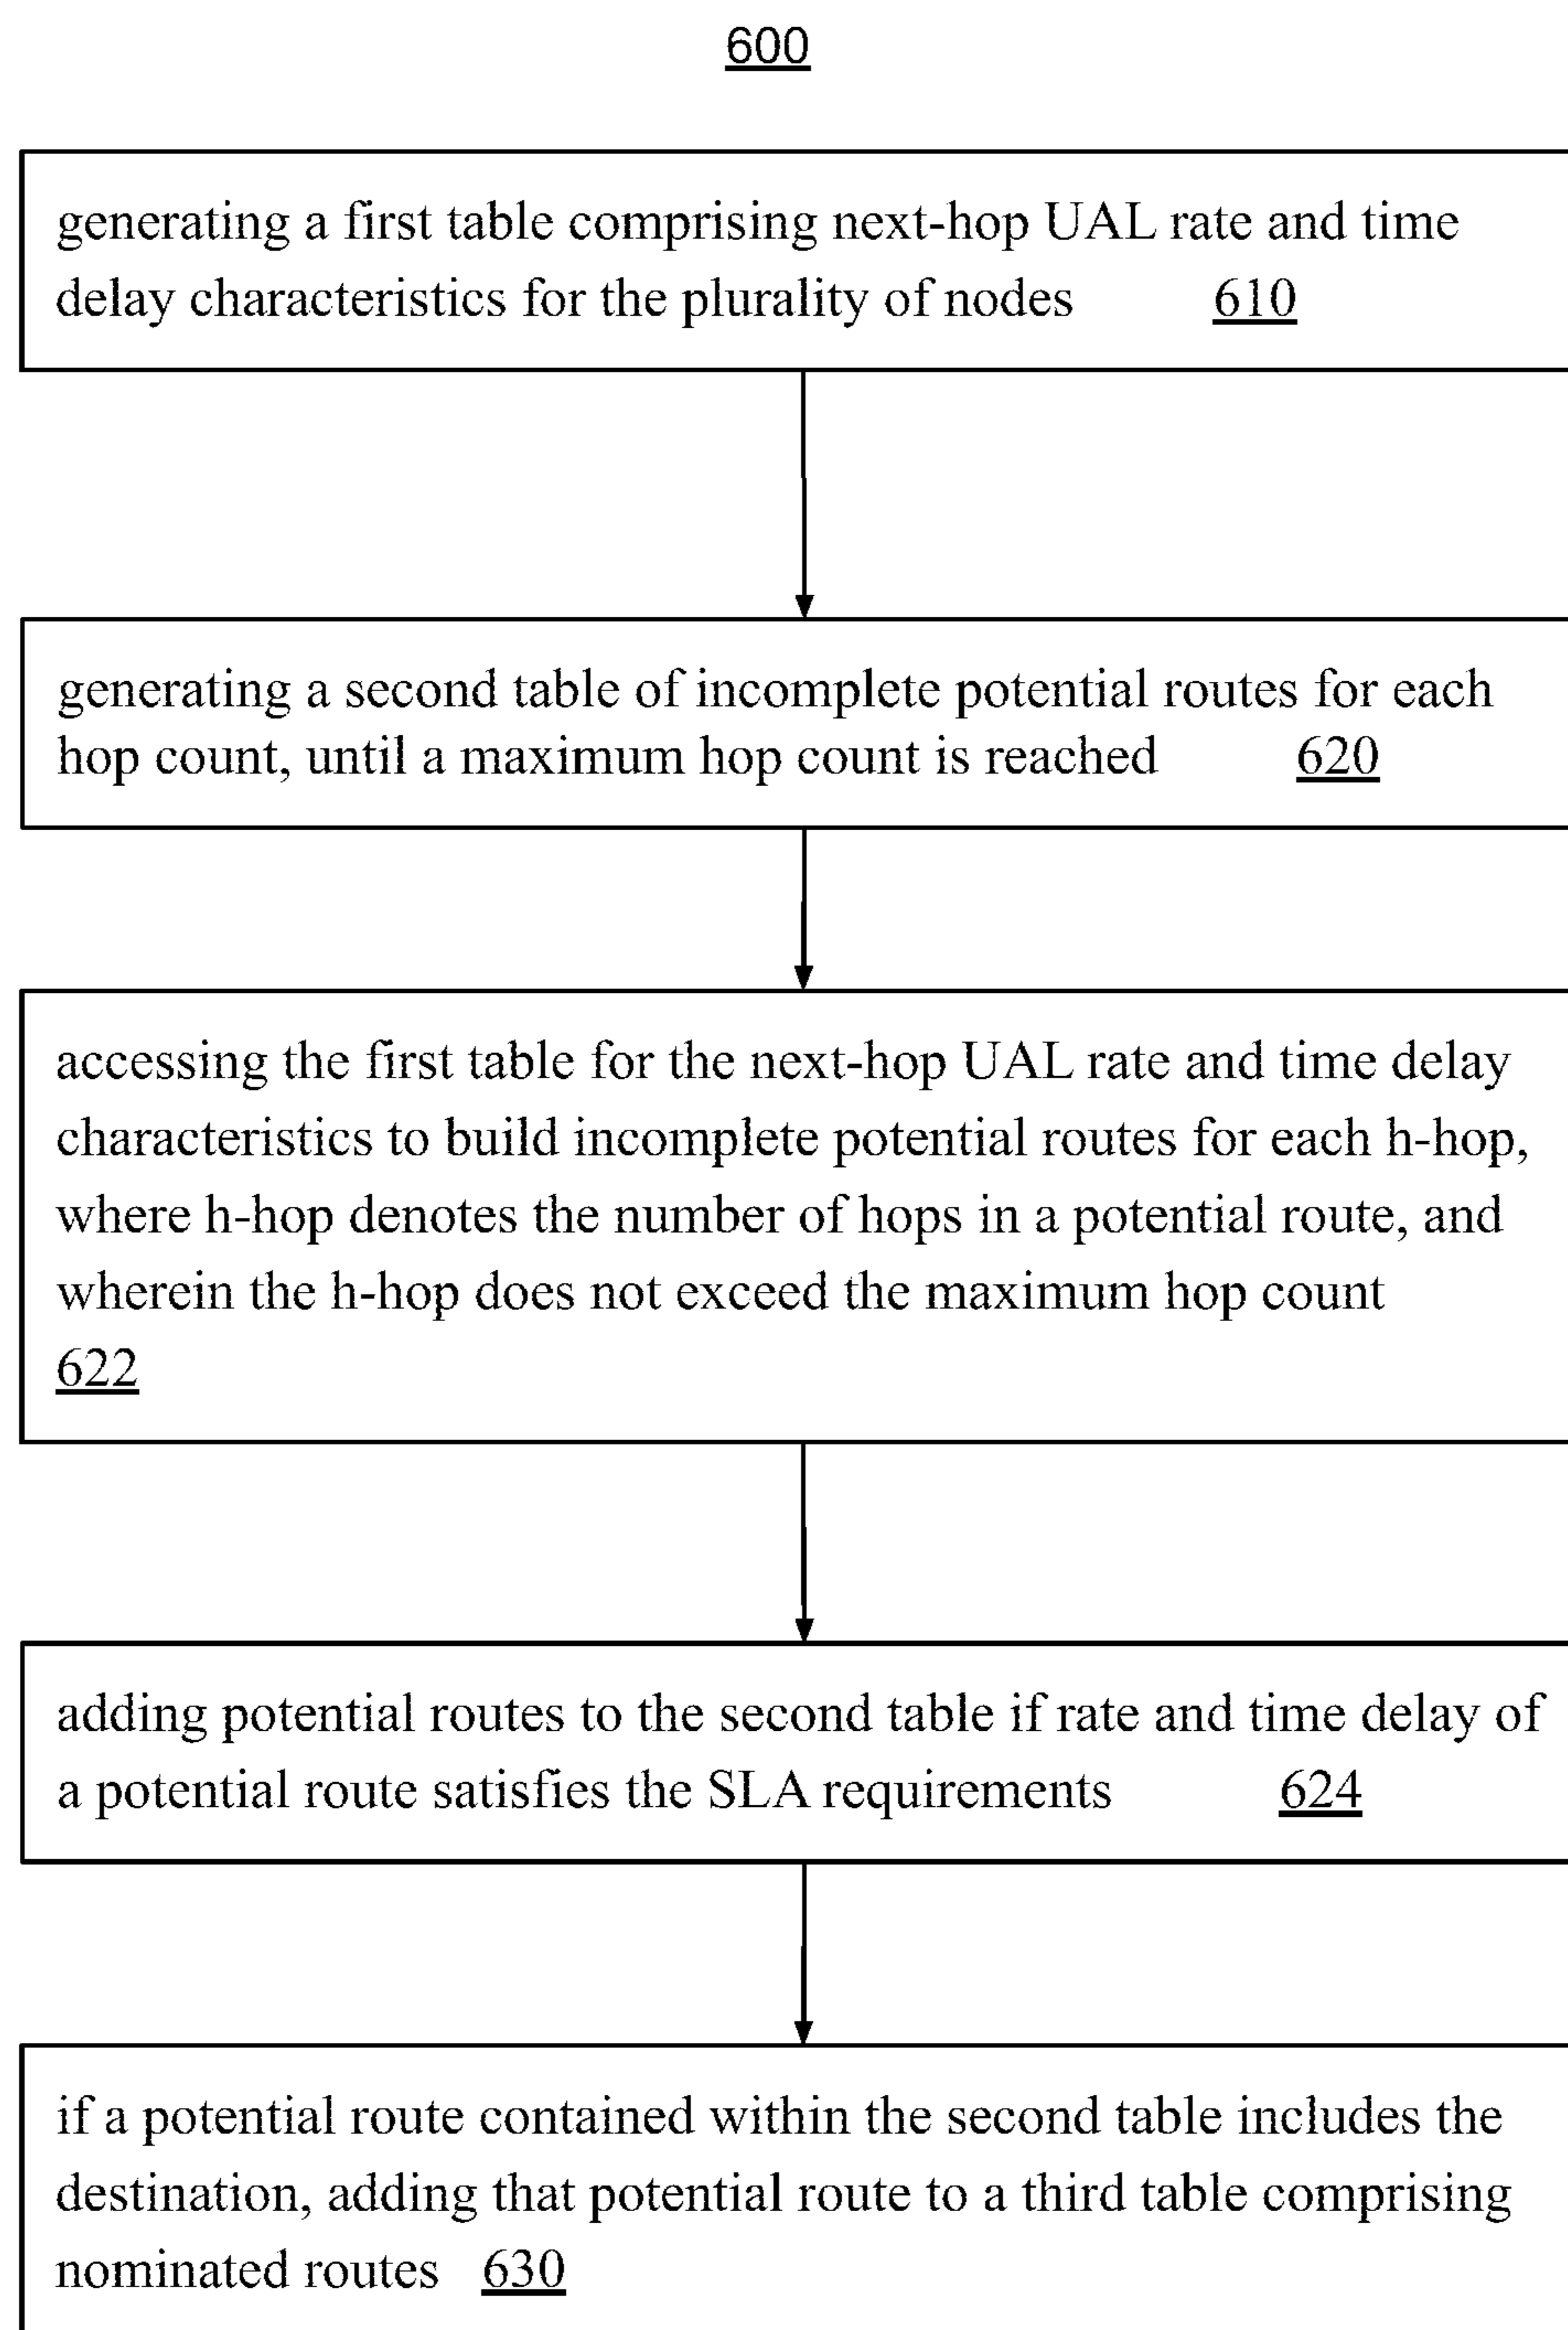 600
generating a first table comprising next-hop UAL rate and time
delay characteristics for the plurality of nodes 610
generating a second table of incomplete potential routes for each
hop count, until a maximum hop count is reached 620
accessing the first table for the next-hop UAL rate and time delay
characteristics to build incomplete potential routes for each h-hop,
where h-hop denotes the number of hops in a potential route, and
wherein the h-hop does not exceed the maximum hop count
622
adding potential routes to the second table if rate and time delay of
a potential route satisfies the SLA requirements 624
if a potential route contained within the second table includes the
destination, adding that potential route to a third table comprising
nominated routes 630